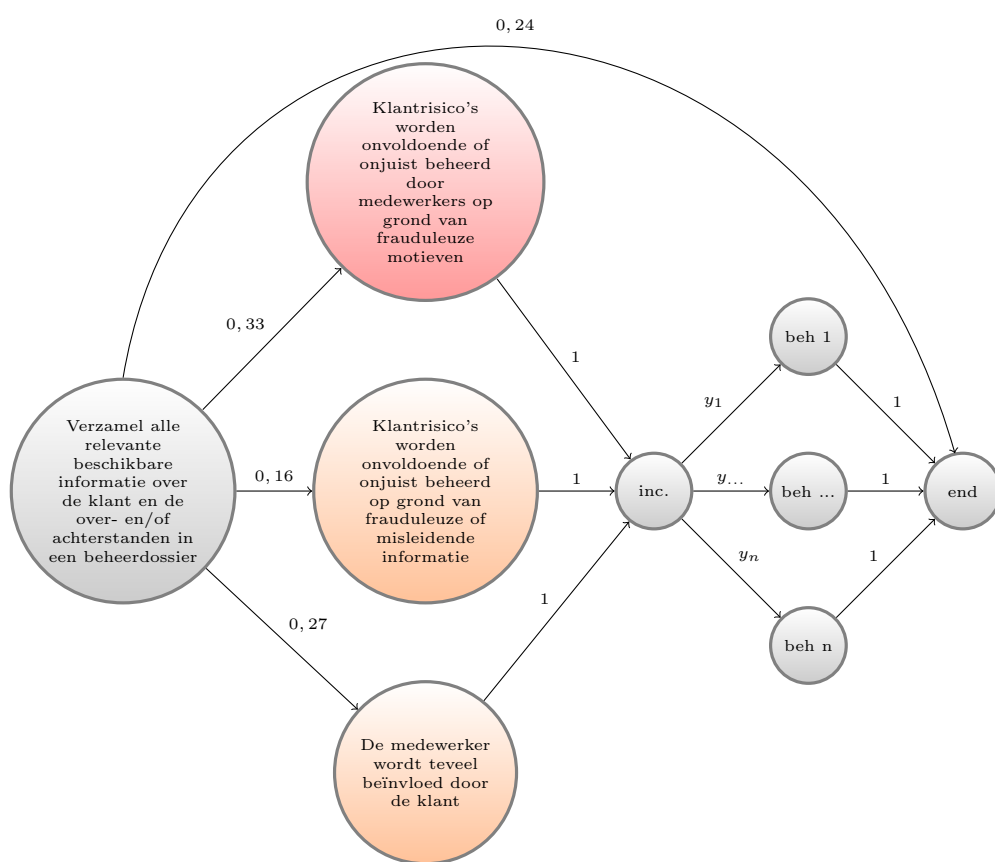 0, 24
Klantrisico's
worden
onvoldoende of
onjuist beheerd
door
medewerkers op
grond van
frauduleuze
motieven
0, 33
1
beh 1
y1
1
Verzamel alle
relevante
beschikbare
informatie over
de klant en de
over- en/of
achterstanden in
een beheerdossier
0, 16
Klantrisico's
worden
onvoldoende of
onjuist beheerd
op grond van
frauduleuze of
misleidende
informatie
1
inc.
y...
beh ...
1
end
yn
1
0, 27
1
beh n
De medewerker
wordt teveel
beïnvloed door
de klant